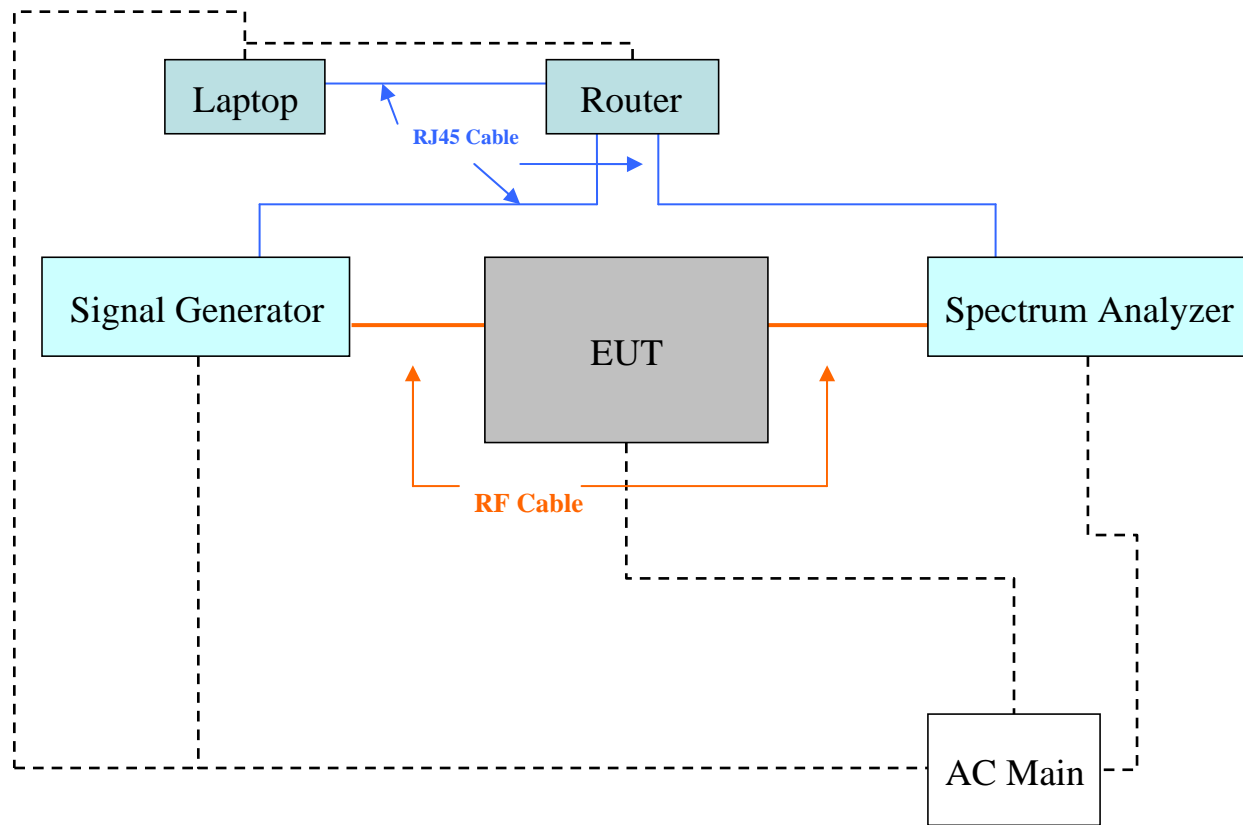 Laptop
Router
RJ45 Cable
Signal Generator
EUT
Spectrum Analyzer
RF Cable
AC Main